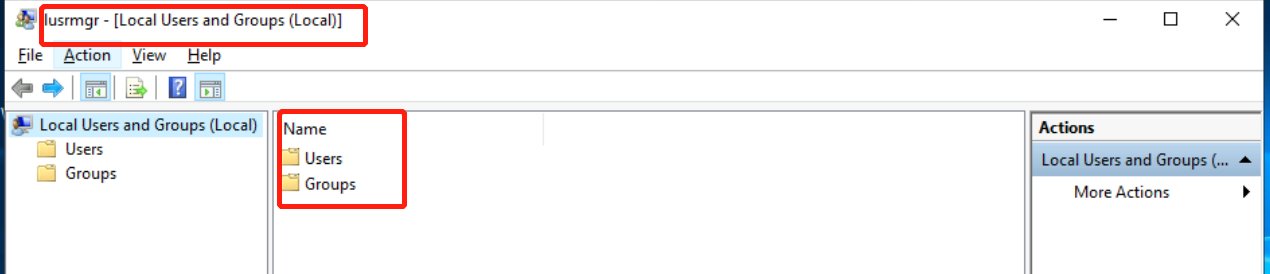 lusrmgr - [Local Users and Groups (Local)]
File Action View Help
Local Users and Groups (Local)
Users
Groups
Name
Users
Groups
Actions
Local Users and Groups (...
More Actions